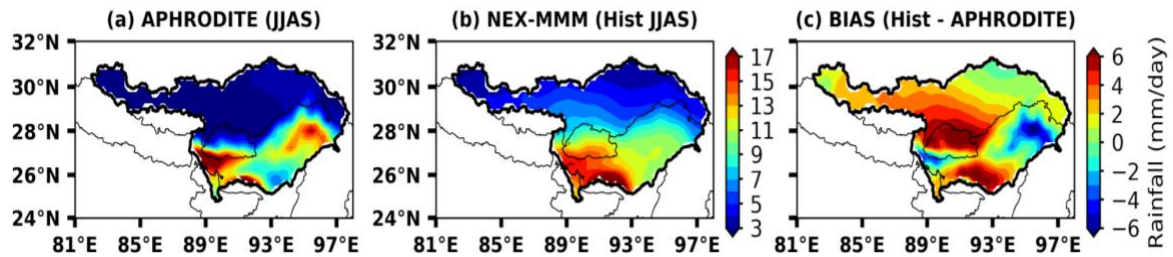 (a) APHRODITE (JJAS)
(b) NEX-MMM (Hist JJAS)
(c) BIAS (Hist - APHRODITE)
32°N
30°N
28°N
26°N
24°N
81°E 85°E 89°E 93°E 97°E
32°N
30°N
28°N
26°N
24°N
81°E 85°E 89°E 93°E 97°E
17
15
13
11
9
7
5
3
32°N
30°N
28°N
26°N
24°N
81°E 85°E 89°E 93°E 97°E
6
4
2
0
−2
−4
−6
Rainfall (mm/day)